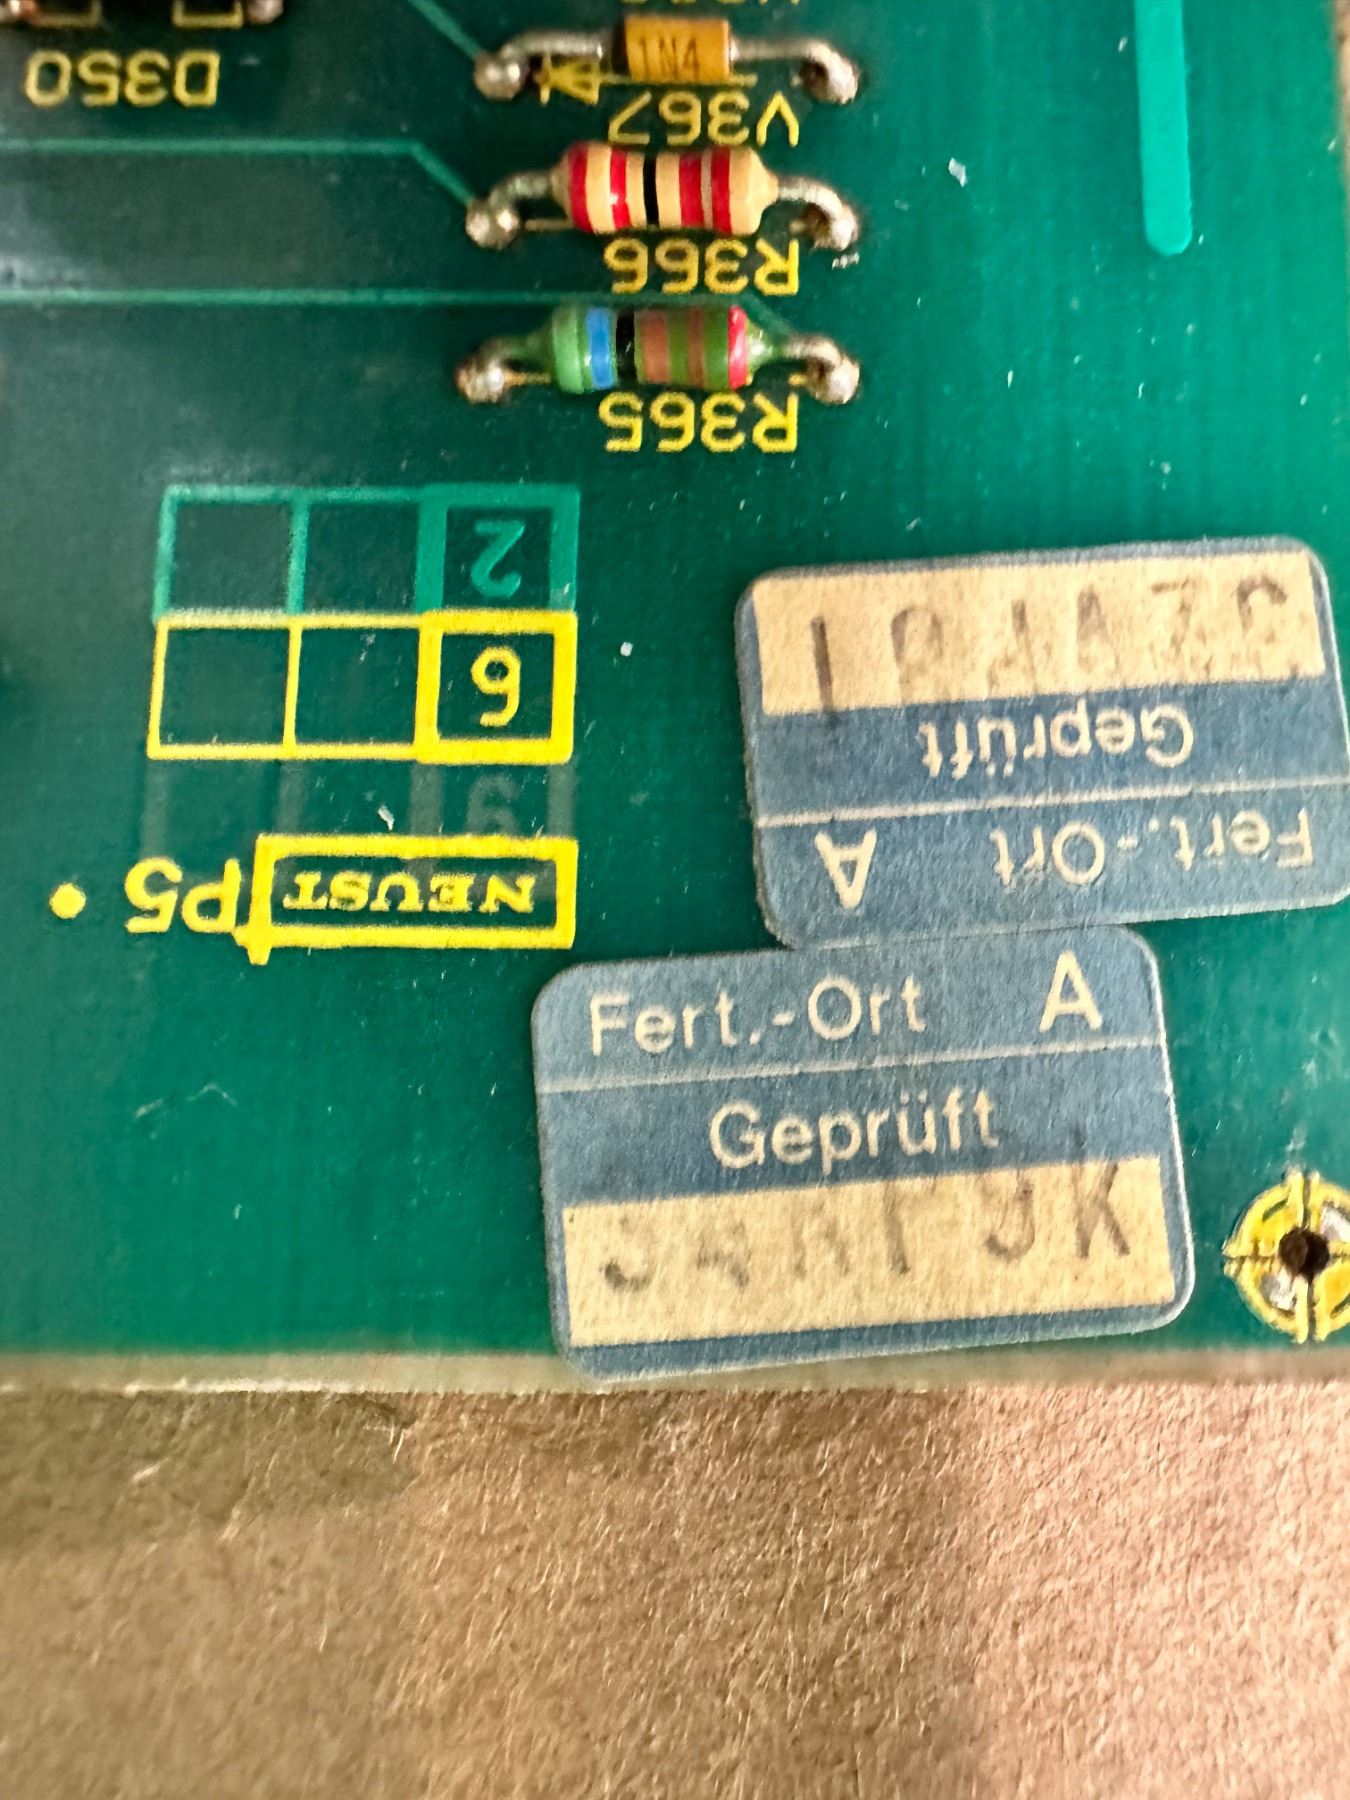 D350
1N4
V367
R366
R365
2
6
NEUST
P5
Geprüft
Fert.-Ort A
Fert.-Ort A
Geprüft